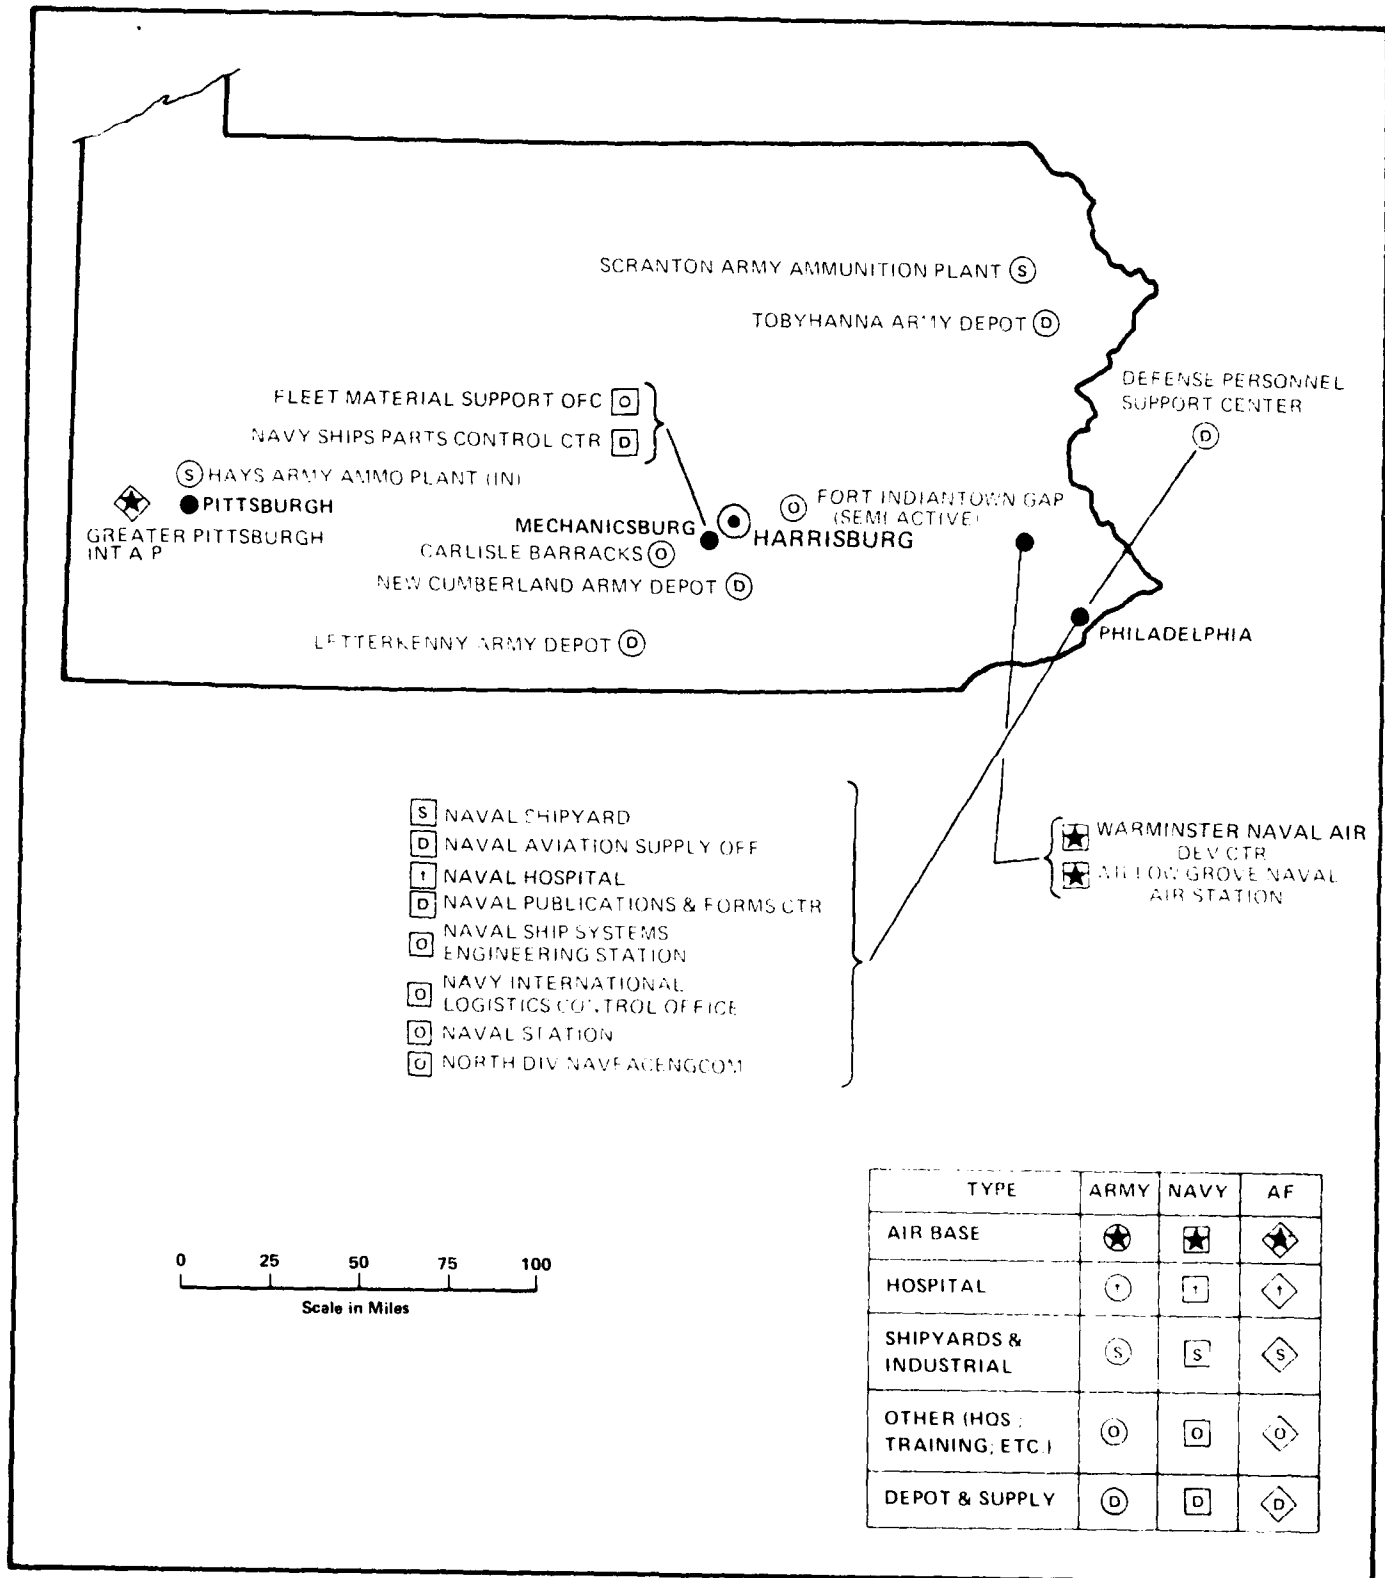 SCRANTON ARMY AMMUNITION PLANT S
TOBYHANNA ARMY DEPOT D
DEFENSE PERSONNEL
SUPPORT CENTER
D
FLEET MATERIAL SUPPORT OFC O
NAVY SHIPS PARTS CONTROL CTR D
S HAYS ARMY AMMO PLANT (IN)
PITTSBURGH
GREATER PITTSBURGH
INT A P
O FORT INDIANTOWN GAP
(SEMI ACTIVE)
MECHANICSBURG
HARRISBURG
CARLISLE BARRACKS O
NEW CUMBERLAND ARMY DEPOT D
PHILADELPHIA
LETTERKENNY ARMY DEPOT D
S NAVAL SHIPYARD
D NAVAL AVIATION SUPPLY OFF
† NAVAL HOSPITAL
D NAVAL PUBLICATIONS & FORMS CTR
O NAVAL SHIP SYSTEMS
ENGINEERING STATION
O NAVY INTERNATIONAL
LOGISTICS CONTROL OFFICE
O NAVAL STATION
O NORTH DIV NAVFACENGCOM
WARMINSTER NAVAL AIR
DEV CTR
WILLOW GROVE NAVAL
AIR STATION
TYPE ARMY NAVY AF
AIR BASE
HOSPITAL † † †
SHIPYARDS &
INDUSTRIAL S S S
OTHER (HQS ;
TRAINING; ETC.) O O O
DEPOT & SUPPLY D D D
0 25 50 75 100
Scale in Miles